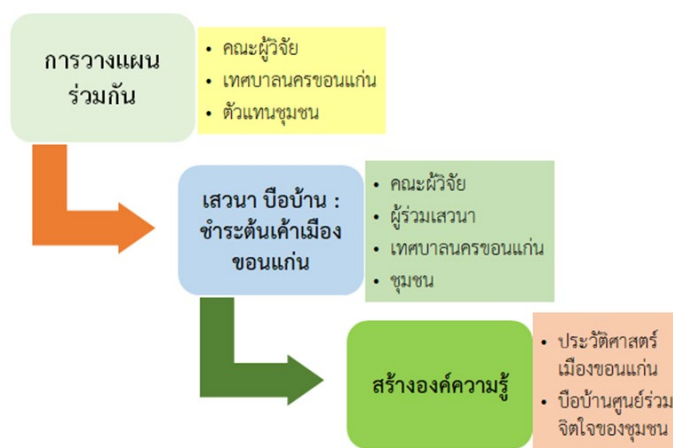 การวางแผน
ร่วมกัน
• คณะผู้วิจัย
• เทศบาลนครขอนแก่น
• ตัวแทนชุมชน
เสวนา บือบ้าน :
ชำระต้นเค้าเมือง
ขอนแก่น
• คณะผู้วิจัย
• ผู้ร่วมเสวนา
• เทศบาลนครขอนแก่น
• ชุมชน
สร้างองค์ความรู้
• ประวัติศาสตร์
เมืองขอนแก่น
• บือบ้านศูนย์ร่วม
จิตใจของชุมชน